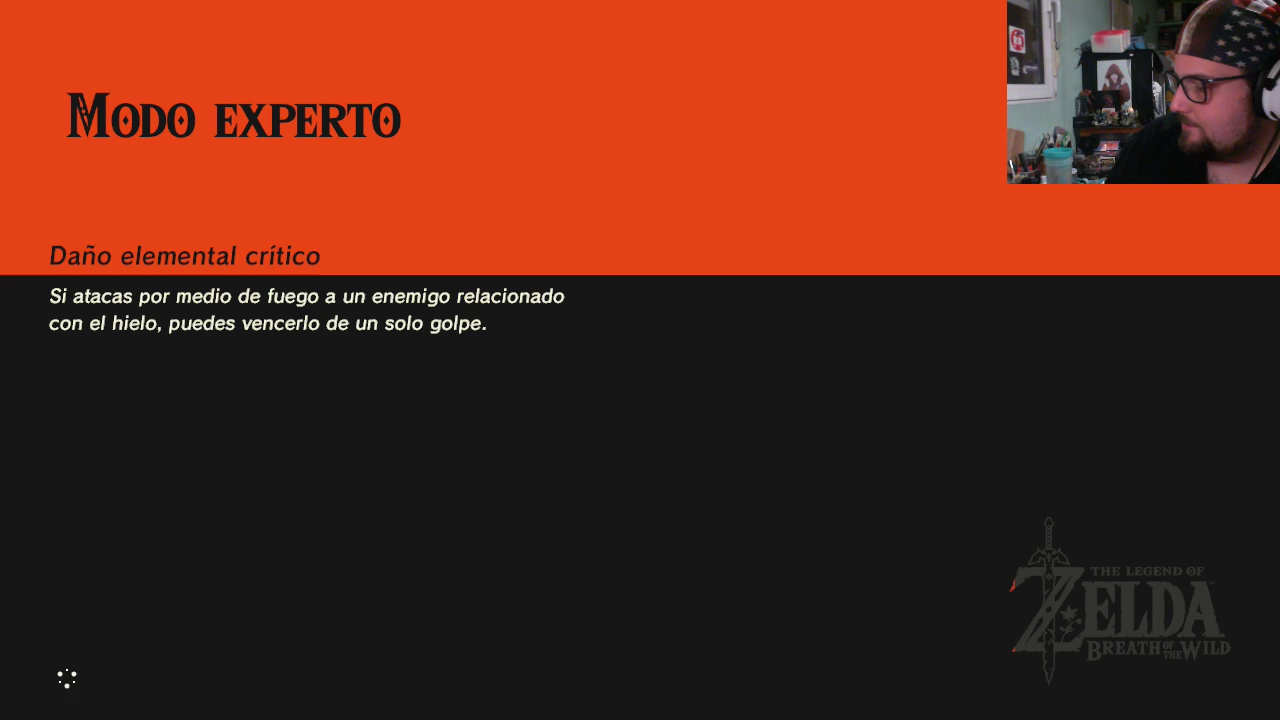 Modo experto
Daño elemental crítico
Si atacas por medio de fuego a un enemigo relacionado
con el hielo, puedes vencerlo de un solo golpe.
THE LEGEND OF
ZELDA
BREATH OF THE WILD